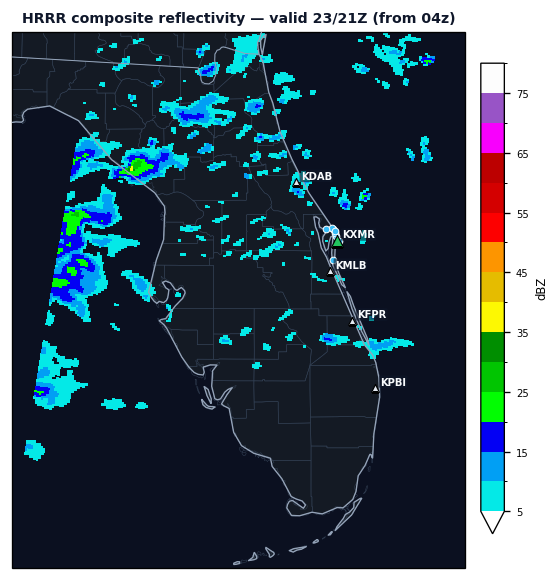 HRRR composite reflectivity — valid 23/21Z (from 04z)
KDAB
KXMR
KMLB
KFPR
KPBI
75
65
55
45
35
25
15
5
dBZ